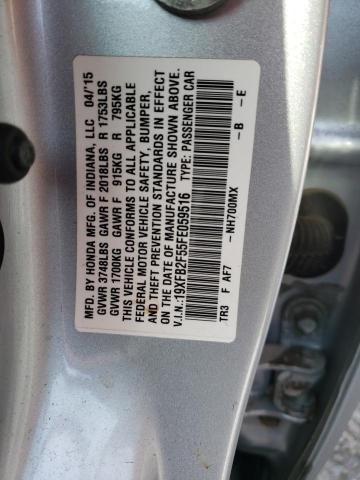 MFD. BY HONDA MFG. OF INDIANA, LLC 04/'15
GVWR 3748LBS GAWR F 2018LBS R 1753LBS
GVWR 1700KG GAWR F 915KG R 795KG
THIS VEHICLE CONFORMS TO ALL APPLICABLE
FEDERAL MOTOR VEHICLE SAFETY, BUMPER,
AND THEFT PREVENTION STANDARDS IN EFFECT
ON THE DATE OF MANUFACTURE SHOWN ABOVE.
V.I.N.:19XFB2F55FE059516 TYPE: PASSENGER CAR
-NH700MX -B -E
TR3 F AF7